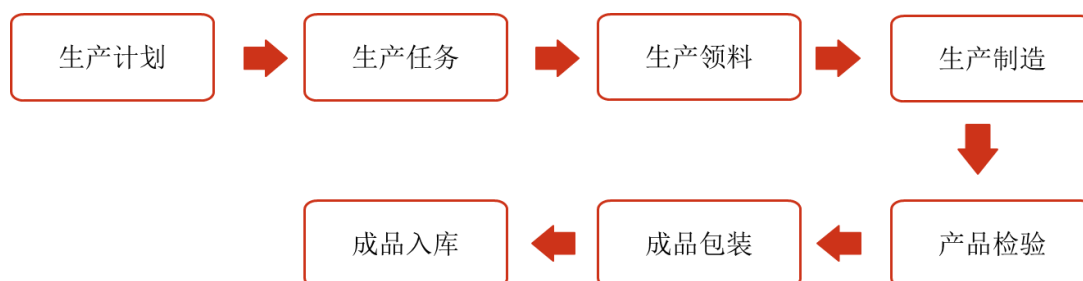 生产计划
生产任务
生产领料
生产制造
产品检验
成品包装
成品入库